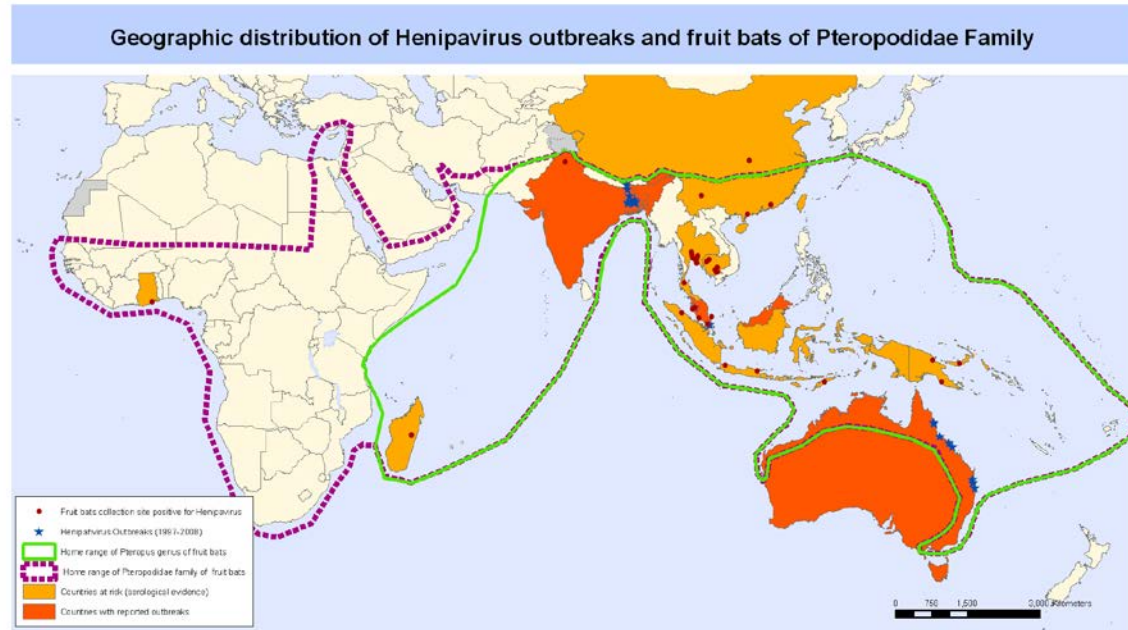 Geographic distribution of Henipavirus outbreaks and fruit bats of Pteropodidae Family
Fruit bats collection site positive for Henipavirus
Henipahvirus Outbreaks (1997-2008)
Home range of Pteropus genus of fruit bats
Home range of Pteropodidae family of fruit bats
Countries at risk (serological evidence)
Countries with reported outbreaks
0 750 1,500 3,000 Kilometers